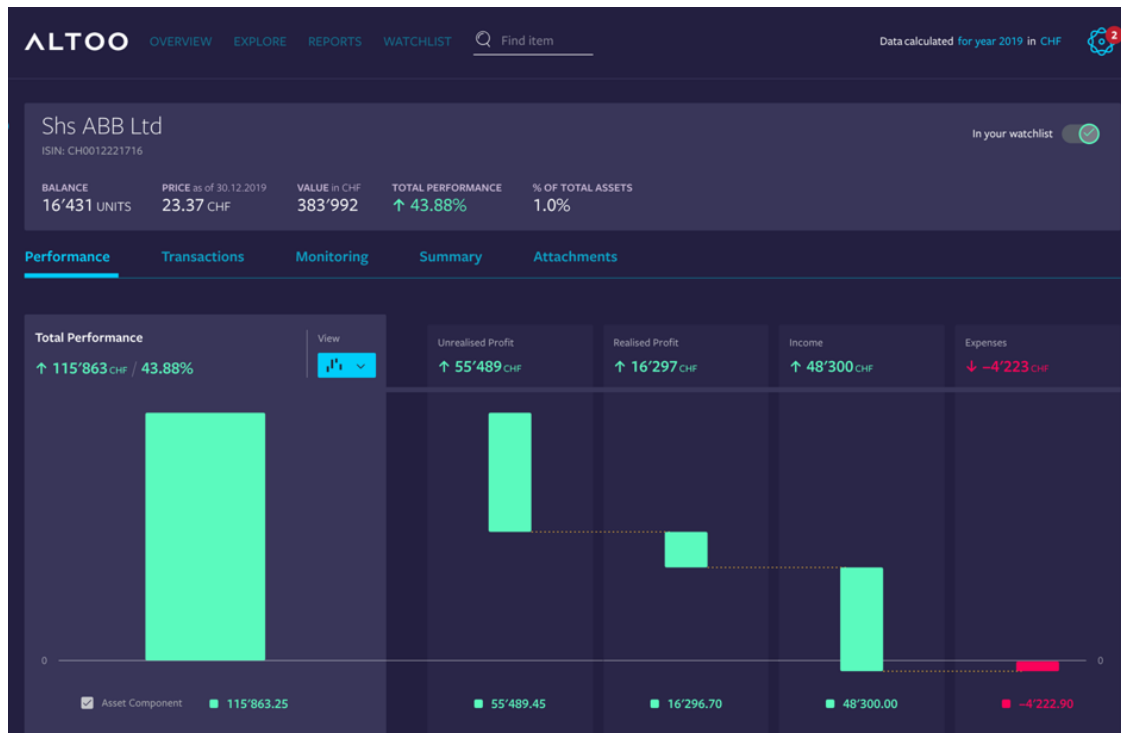 ALTOO OVERVIEW EXPLORE REPORTS WATCHLIST Find item Data calculated for year 2019 in CHF 2
Shs ABB Ltd
ISIN: CH0012221716
In your watchlist
BALANCE PRICE as of 30.12.2019 VALUE in CHF TOTAL PERFORMANCE % OF TOTAL ASSETS
16’431 UNITS 23.37 CHF 383’992 ↑ 43.88% 1.0%
Performance Transactions Monitoring Summary Attachments
Total Performance View Unrealised Profit Realised Profit Income Expenses
↑ 115’863 CHF / 43.88% ↑ 55’489 CHF ↑ 16’297 CHF ↑ 48’300 CHF ↓ –4’223 CHF
0 0
Asset Component 115’863.25 55’489.45 16’296.70 48’300.00 –4’222.90